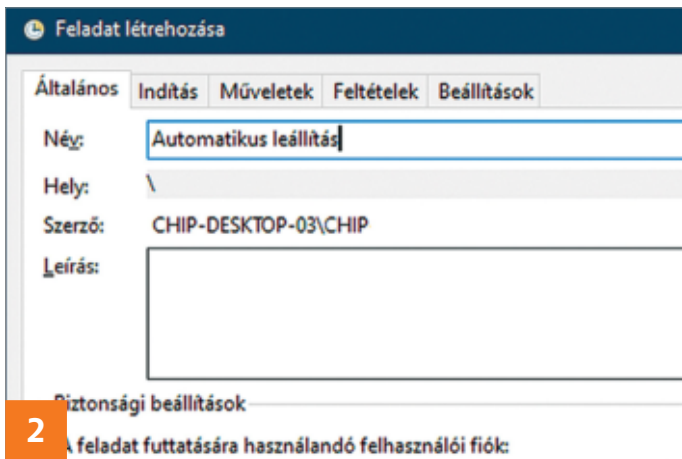 Feladat létrehozása
Általános Indítás Műveletek Feltételek Beállítások
Név: Automatikus leállítás
Hely: \
Szerző: CHIP-DESKTOP-03\CHIP
Leírás:
Biztonsági beállítások
2
A feladat futtatására használandó felhasználói fiók: